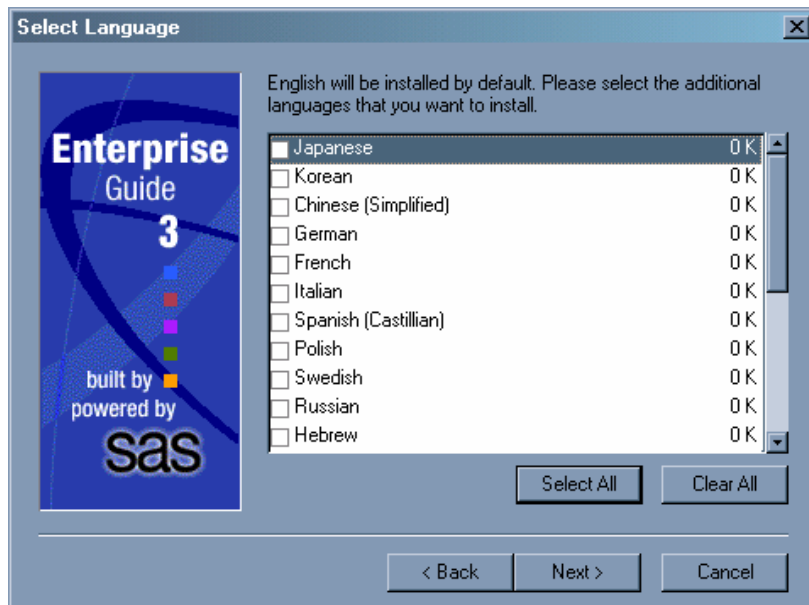 Select Language
English will be installed by default. Please select the additional
languages that you want to install.
Enterprise
Guide
3
built by
powered by
sas
Japanese 0 K
Korean 0 K
Chinese (Simplified) 0 K
German 0 K
French 0 K
Italian 0 K
Spanish (Castillian) 0 K
Polish 0 K
Swedish 0 K
Russian 0 K
Hebrew 0 K
Select All
Clear All
< Back
Next >
Cancel